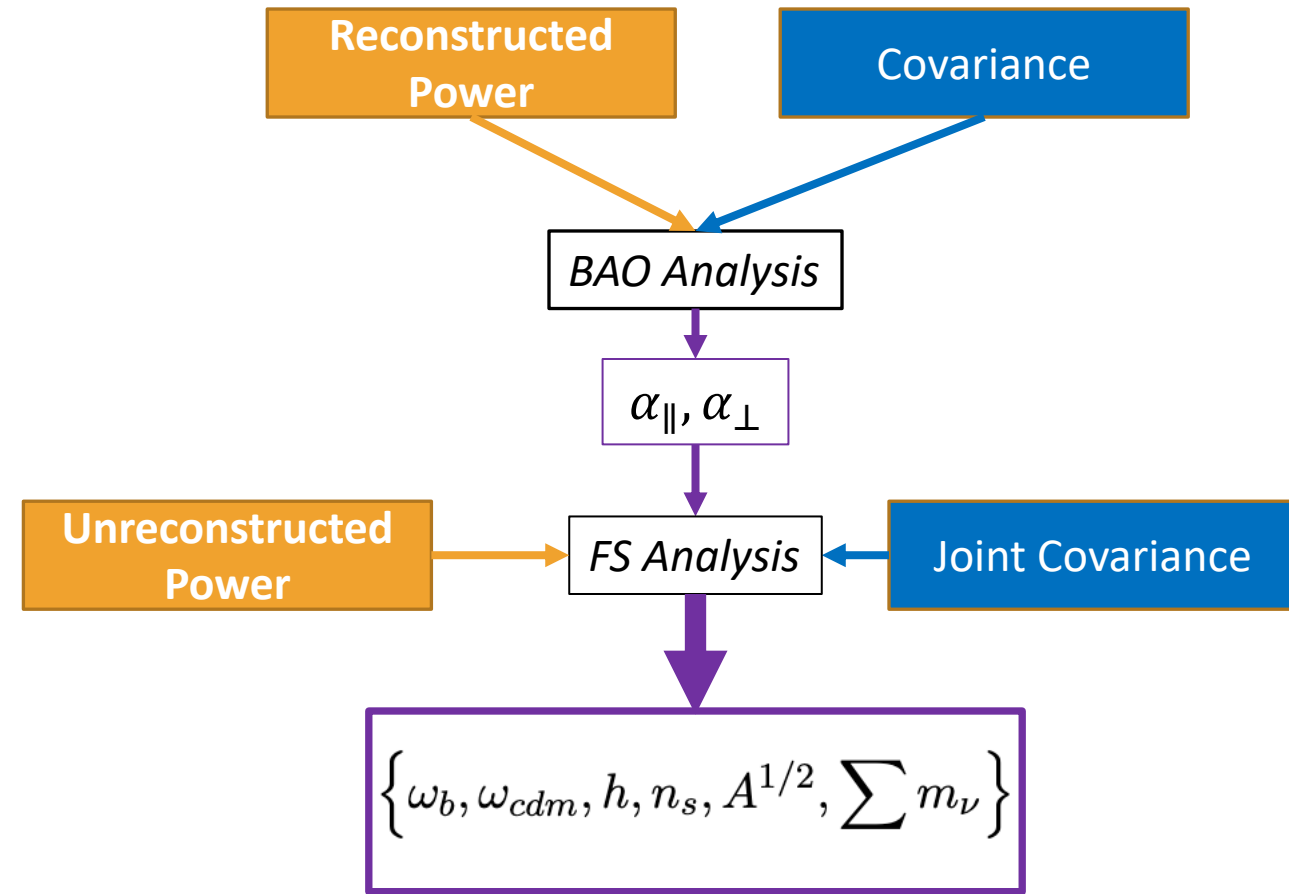 Reconstructed
Power
Covariance
BAO Analysis
α∥, α⊥
Unreconstructed
Power
FS Analysis
Joint Covariance
{ω_b, ω_cdm, h, n_s, A^{1/2}, ∑ m_ν}